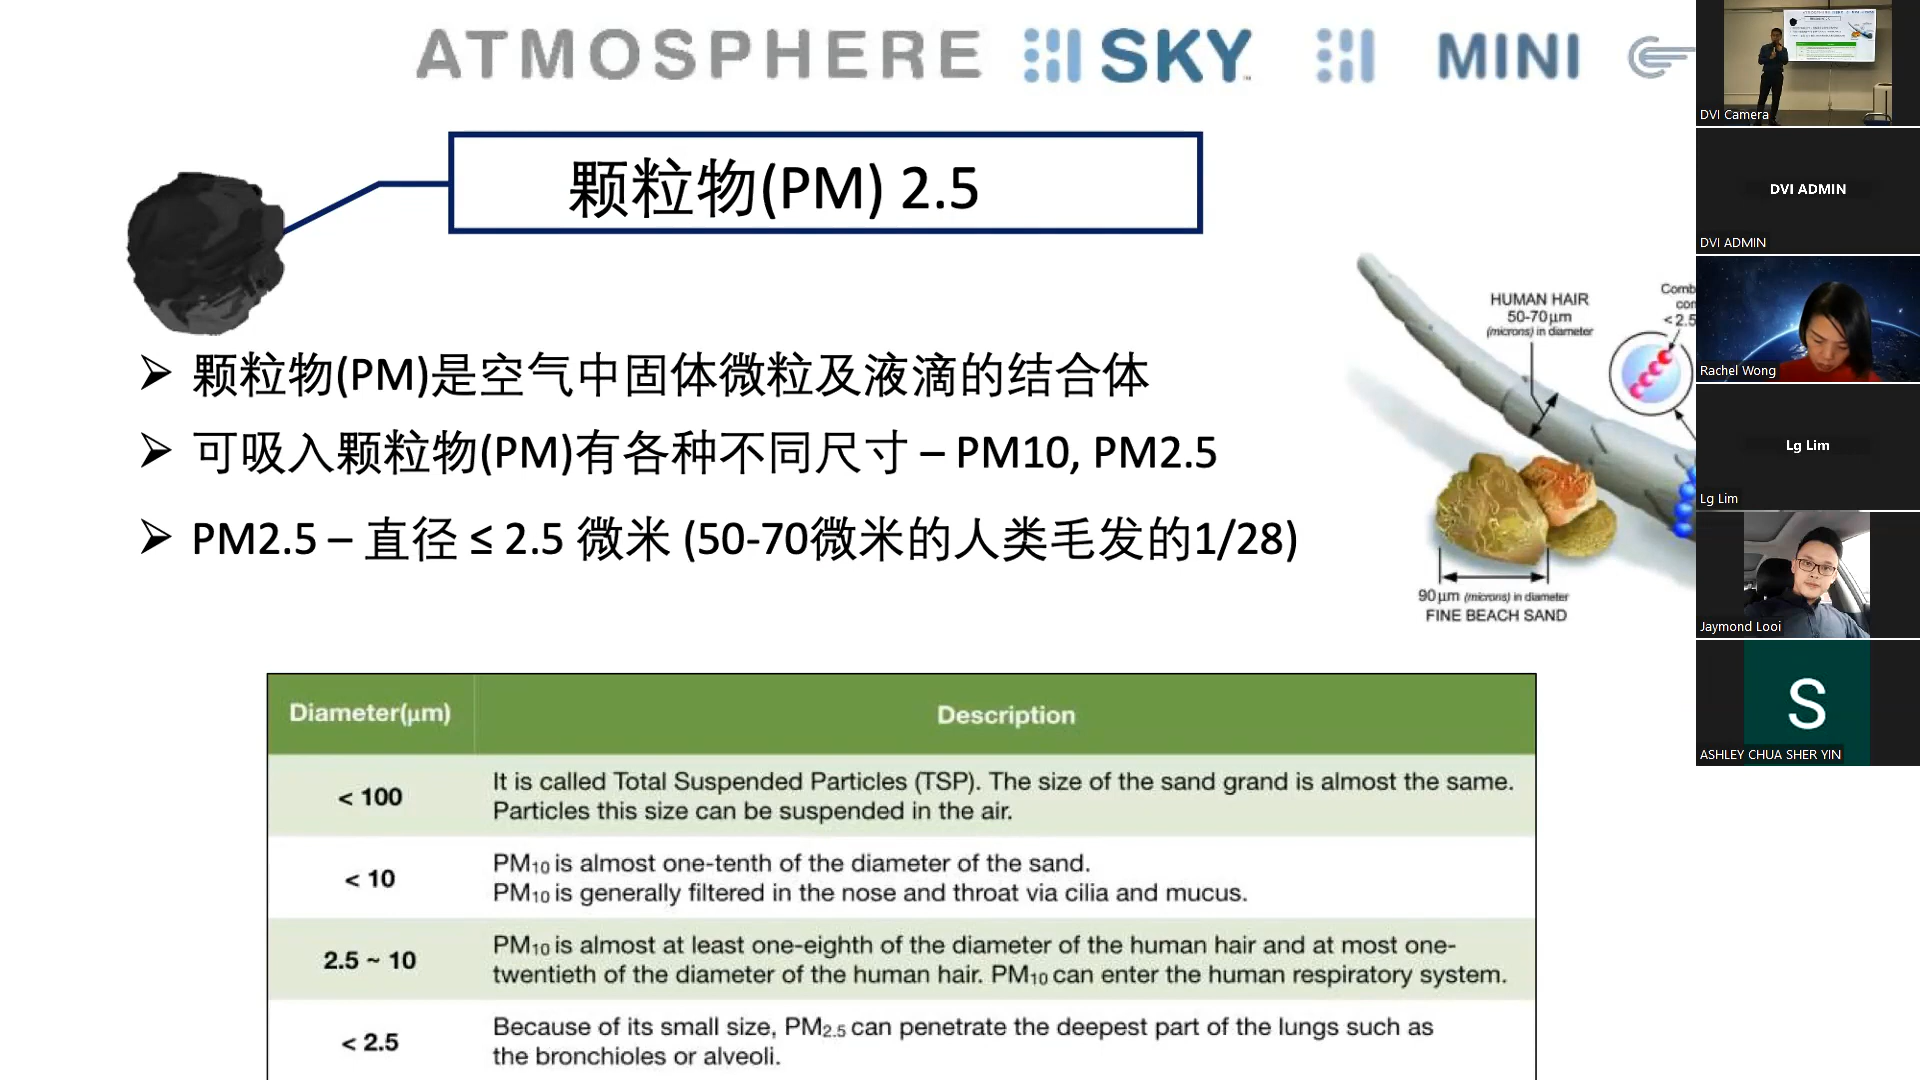 ATMOSPHERE SKY™ MINI
颗粒物(PM) 2.5
➢ 颗粒物(PM)是空气中固体微粒及液滴的结合体
➢ 可吸入颗粒物(PM)有各种不同尺寸 – PM10, PM2.5
➢ PM2.5 – 直径 ≤ 2.5 微米 (50-70微米的人类毛发的1/28)
HUMAN HAIR
50-70μm
(microns) in diameter
Comb
con
< 2.5
90μm (microns) in diameter
FINE BEACH SAND
Diameter(μm) Description
< 100 It is called Total Suspended Particles (TSP). The size of the sand grand is almost the same.
Particles this size can be suspended in the air.
< 10 PM10 is almost one-tenth of the diameter of the sand.
PM10 is generally filtered in the nose and throat via cilia and mucus.
2.5 ~ 10 PM10 is almost at least one-eighth of the diameter of the human hair and at most one-
twentieth of the diameter of the human hair. PM10 can enter the human respiratory system.
< 2.5 Because of its small size, PM2.5 can penetrate the deepest part of the lungs such as
the bronchioles or alveoli.
DVI Camera
DVI ADMIN
DVI ADMIN
Rachel Wong
Lg Lim
Lg Lim
Jaymond Looi
S
ASHLEY CHUA SHER YIN